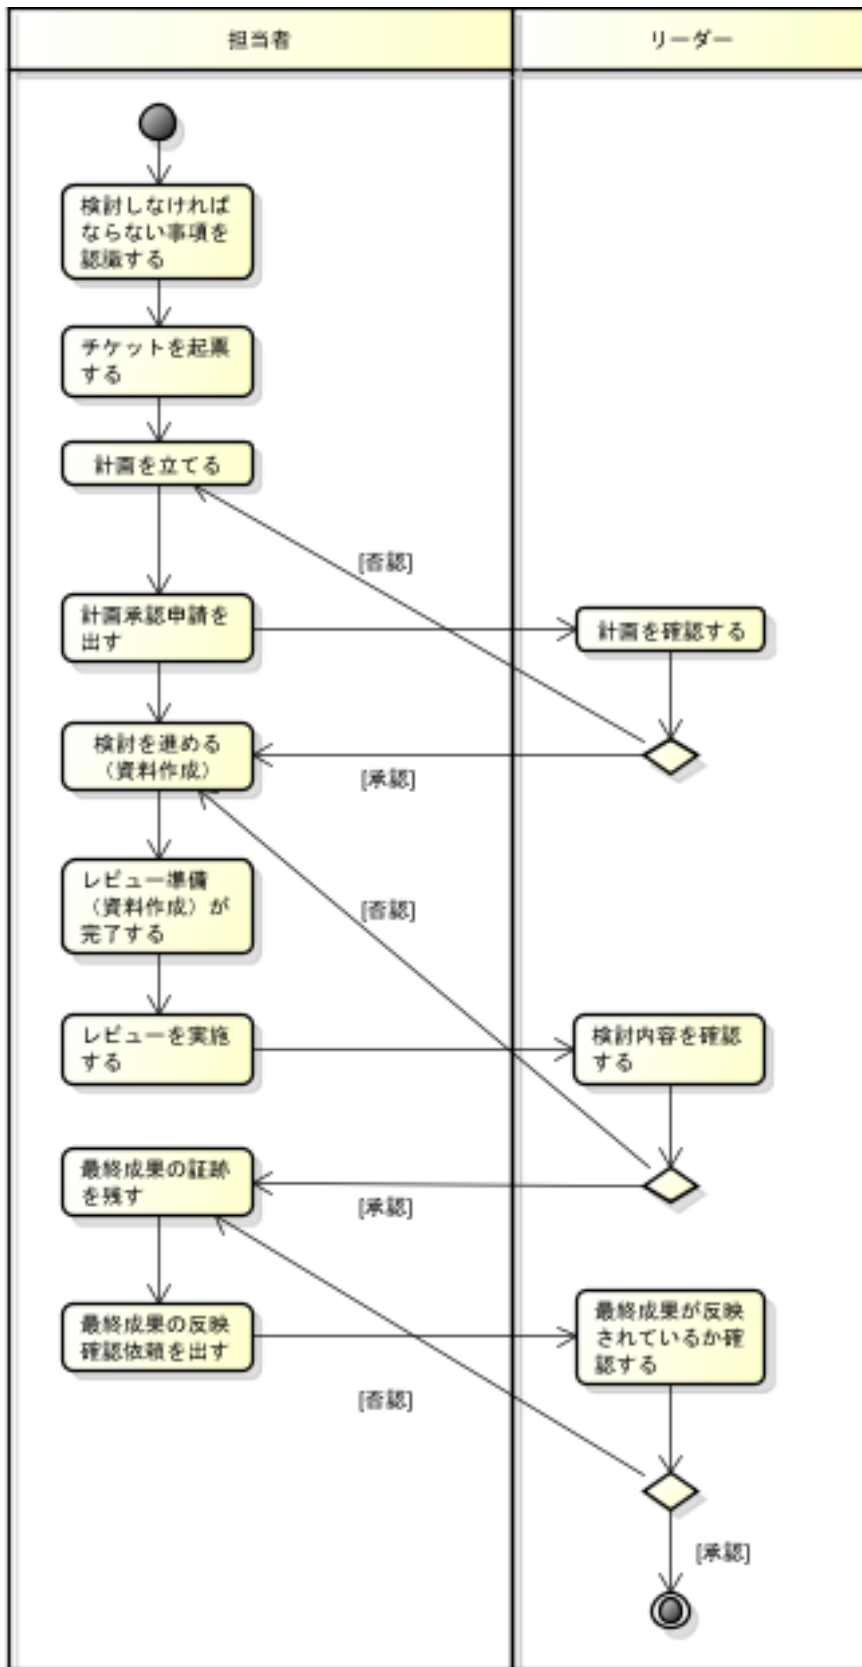 担当者
リーダー
検討しなければ
ならない事項を
認識する
チケットを起票
する
計画を立てる
[否認]
計画承認申請を
出す
計画を確認する
検討を進める
（資料作成）
[承認]
レビュー準備
（資料作成）が
完了する
[否認]
レビューを実施
する
検討内容を確認
する
最終成果の証跡
を残す
[承認]
最終成果の反映
確認依頼を出す
最終成果が反映
されているか確
認する
[否認]
[承認]